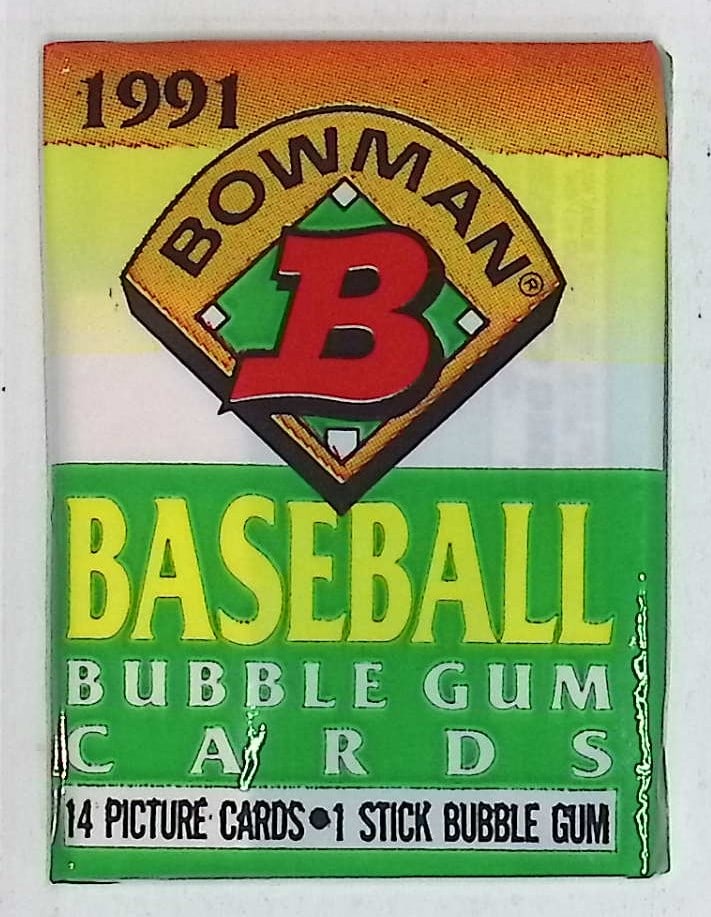 1991
BOWMAN®
B
BASEBALL
BUBBLE GUM
CARDS
14 PICTURE CARDS•1 STICK BUBBLE GUM